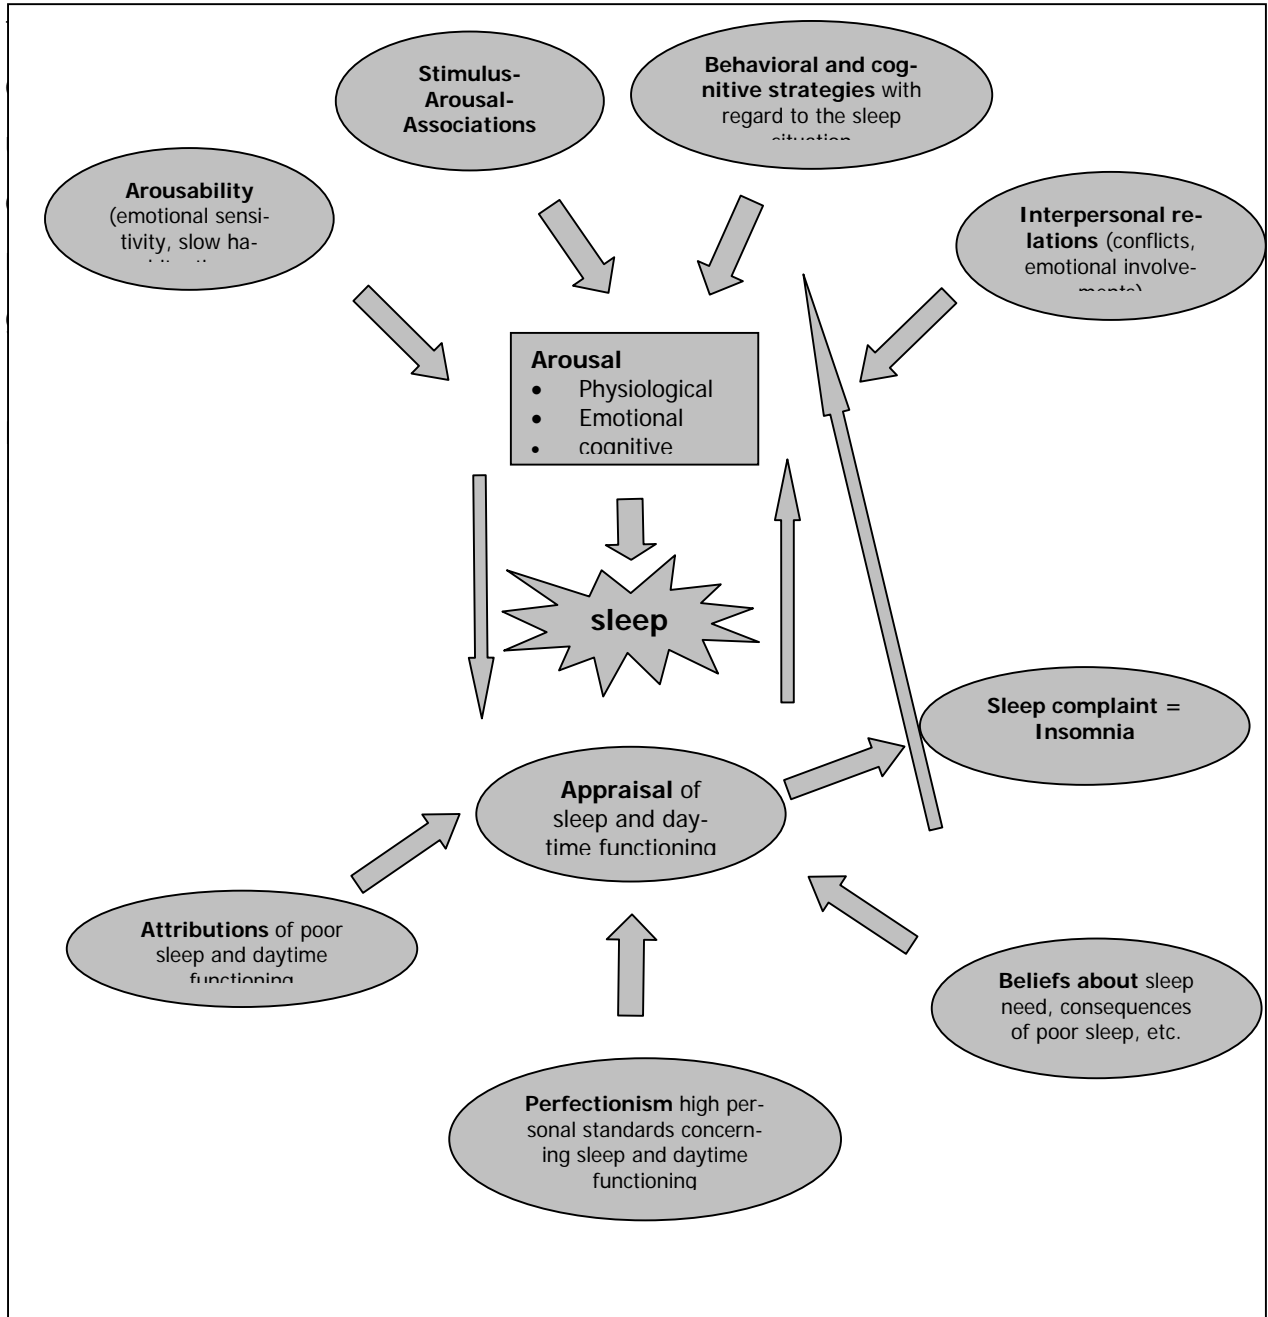 Stimulus-
Arousal-
Associations
Behavioral and cog-
nitive strategies with
regard to the sleep
situation
Arousability
(emotional sensi-
tivity, slow ha-
Interpersonal re-
lations (conflicts,
emotional involve-
ments)
Arousal
• Physiological
• Emotional
• cognitive
sleep
Sleep complaint =
Insomnia
Appraisal of
sleep and day-
time functioning
Attributions of poor
sleep and daytime
functioning
Beliefs about sleep
need, consequences
of poor sleep, etc.
Perfectionism high per-
sonal standards concern-
ing sleep and daytime
functioning